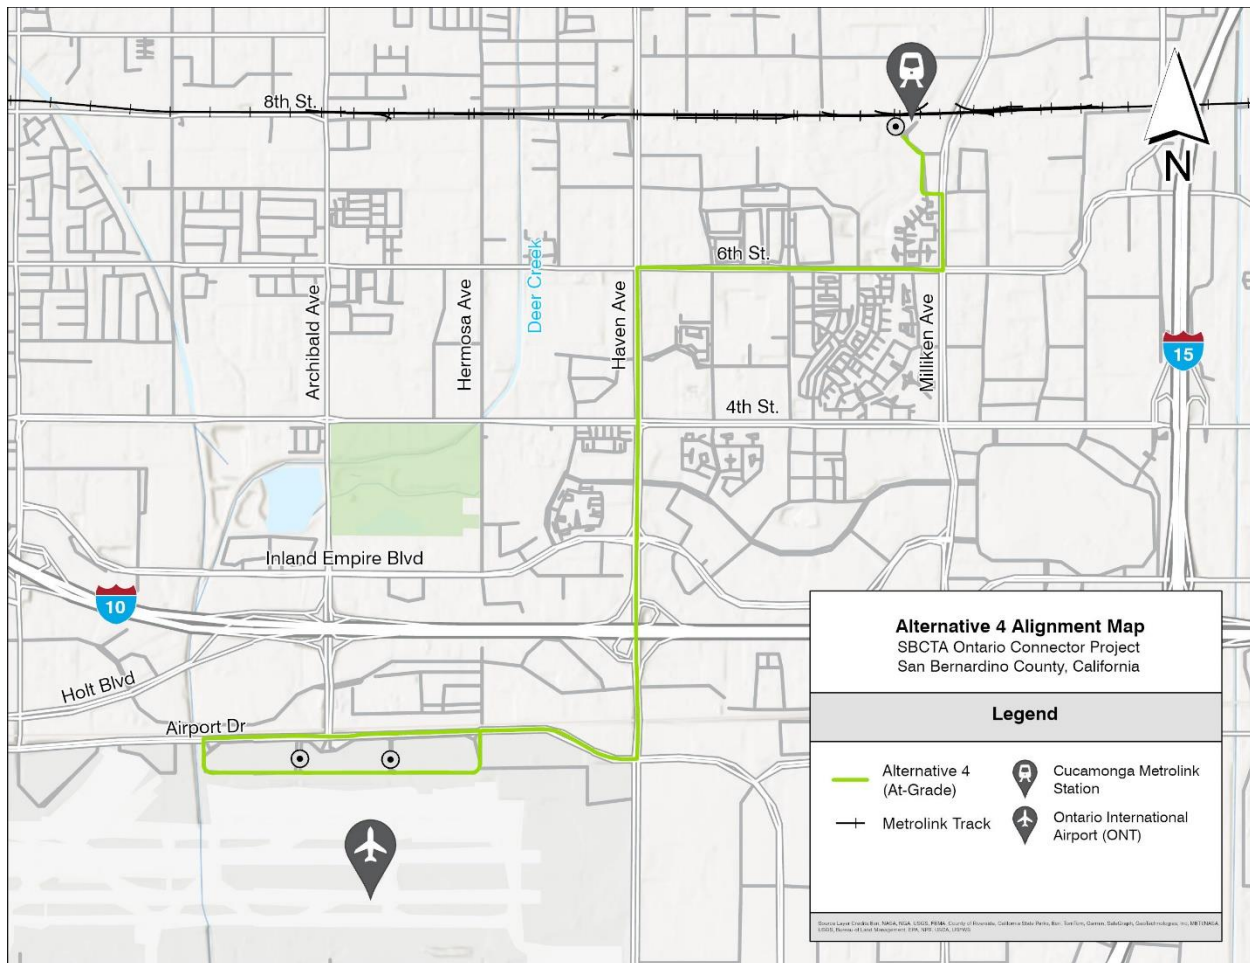 8th St.
N
6th St.
Deer Creek
Archibald Ave
Hermosa Ave
Haven Ave
Milliken Ave
15
4th St.
Inland Empire Blvd
10
Holt Blvd
Airport Dr
Alternative 4 Alignment Map
SBCTA Ontario Connector Project
San Bernardino County, California
Legend
Alternative 4
(At-Grade)
Cucamonga Metrolink
Station
Metrolink Track
Ontario International
Airport (ONT)